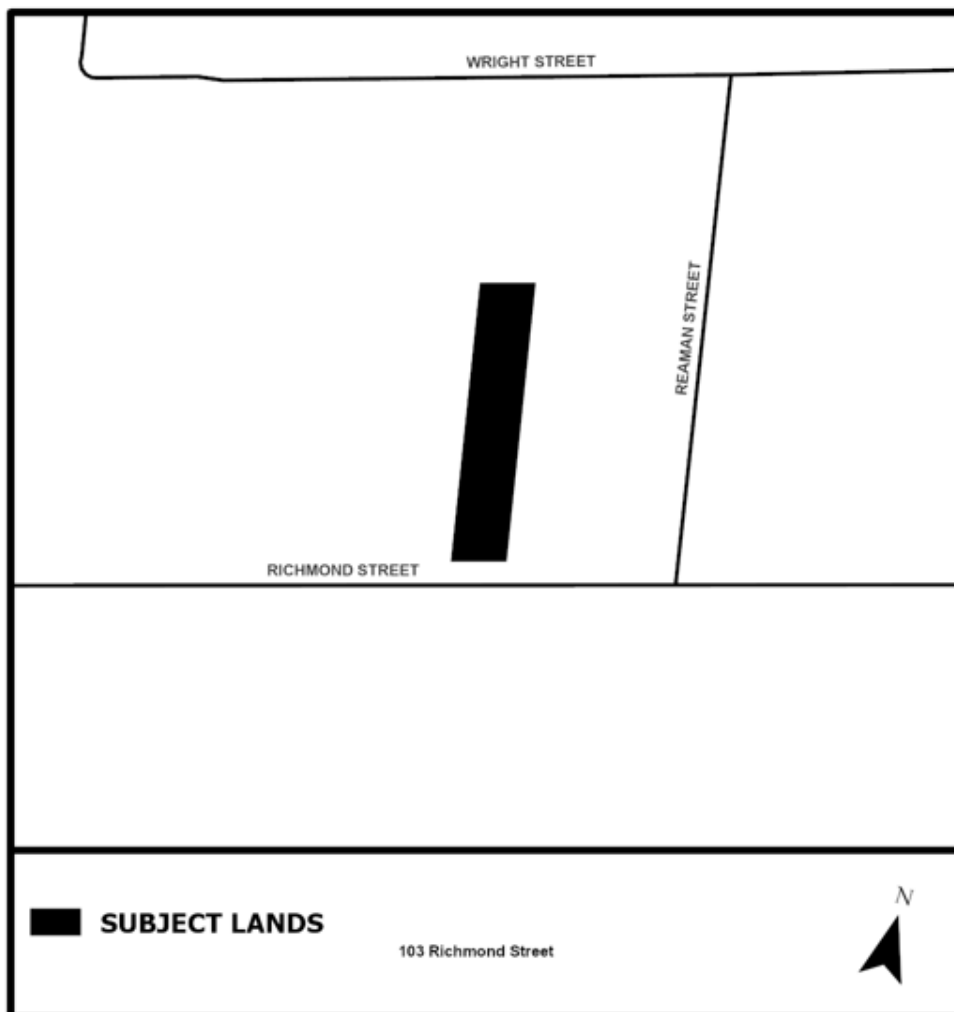 WRIGHT STREET
REAMAN STREET
RICHMOND STREET
SUBJECT LANDS
103 Richmond Street
N